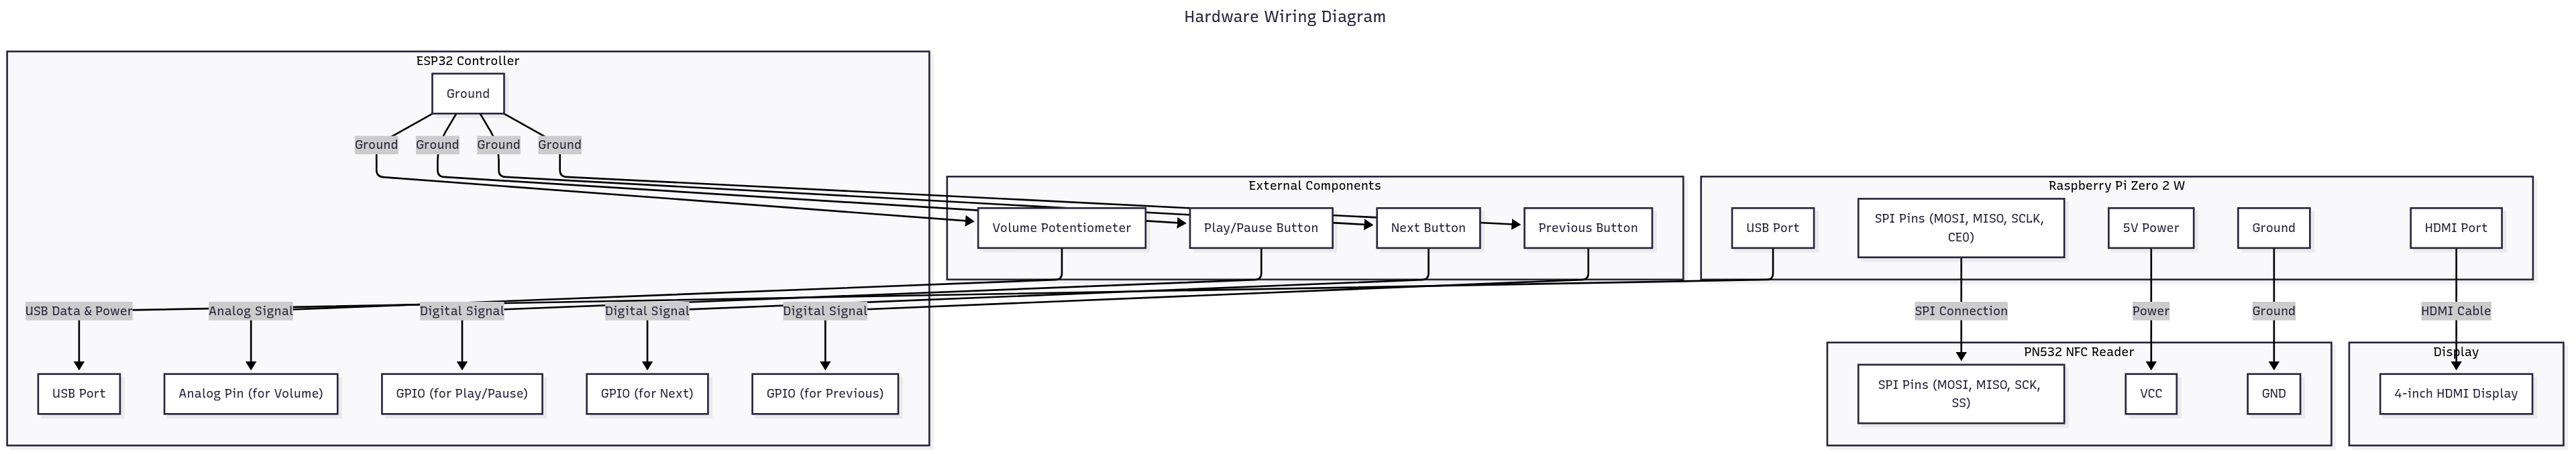 Hardware Wiring Diagram
ESP32 Controller
Ground
Ground
Ground
Ground
Ground
External Components
Volume Potentiometer
Play/Pause Button
Next Button
Previous Button
Raspberry Pi Zero 2 W
USB Port
SPI Pins (MOSI, MISO, SCLK,
CE0)
5V Power
Ground
HDMI Port
USB Data & Power
Analog Signal
Digital Signal
Digital Signal
Digital Signal
SPI Connection
Power
Ground
HDMI Cable
USB Port
Analog Pin (for Volume)
GPIO (for Play/Pause)
GPIO (for Next)
GPIO (for Previous)
PN532 NFC Reader
SPI Pins (MOSI, MISO, SCK,
SS)
VCC
GND
Display
4-inch HDMI Display